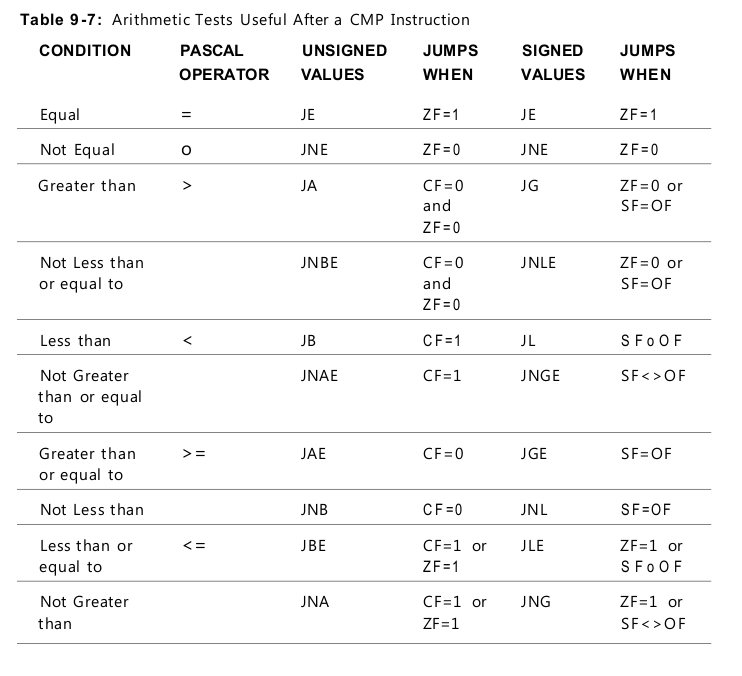 Table 9-7: Arithmetic Tests Useful After a CMP Instruction
CONDITION PASCAL UNSIGNED JUMPS SIGNED JUMPS
OPERATOR VALUES WHEN VALUES WHEN
Equal = JE ZF=1 JE ZF=1
Not Equal o JNE ZF=0 JNE ZF=0
Greater than > JA CF=0 JG ZF=0 or
and SF=OF
ZF=0
Not Less than JNBE CF=0 JNLE ZF=0 or
or equal to and SF=OF
ZF=0
Less than < JB CF=1 JL SFoOF
Not Greater JNAE CF=1 JNGE SF<>OF
than or equal
to
Greater than >= JAE CF=0 JGE SF=OF
or equal to
Not Less than JNB CF=0 JNL SF=OF
Less than or <= JBE CF=1 or JLE ZF=1 or
equal to ZF=1 SFoOF
Not Greater JNA CF=1 or JNG ZF=1 or
than ZF=1 SF<>OF